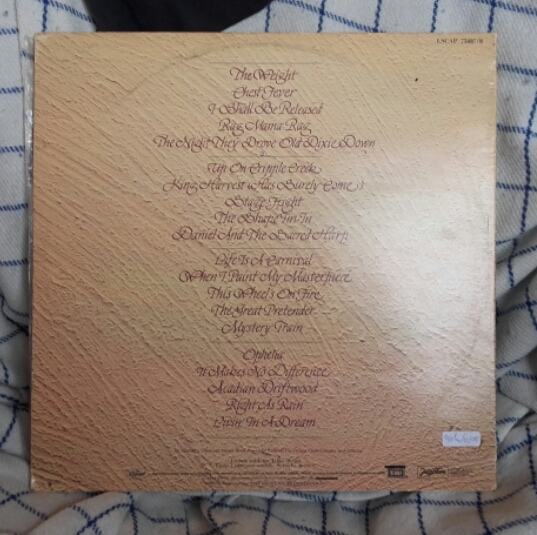 The Weight
Chest Fever
I Shall Be Released
Rag Mama Rag
The Night They Drove Old Dixie Down
Up On Cripple Creek
King Harvest (Has Surely Come)
Stage Fright
The Shape I'm In
Daniel And The Sacred Harp
Life Is A Carnival
When I Paint My Masterpiece
This Wheel's On Fire
The Great Pretender
Mystery Train
Ophelia
It Makes No Difference
Acadian Driftwood
Right As Rain
Livin' In A Dream